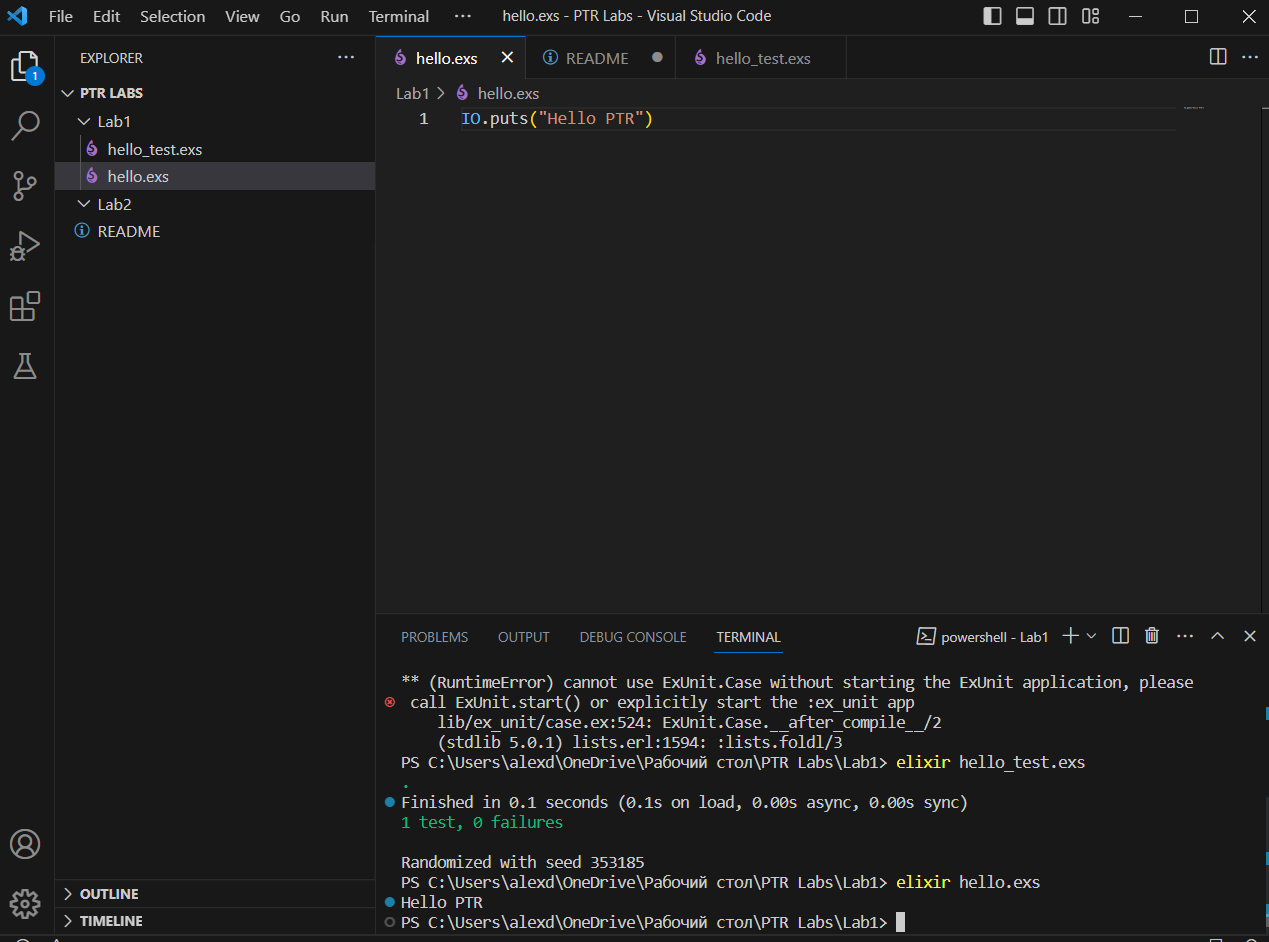 File Edit Selection View Go Run Terminal ··· hello.exs - PTR Labs - Visual Studio Code
1
EXPLORER ···
PTR LABS
Lab1
hello_test.exs
hello.exs
Lab2
README
OUTLINE
TIMELINE
hello.exs README hello_test.exs ···
Lab1 > hello.exs
1 IO.puts("Hello PTR")
PROBLEMS OUTPUT DEBUG CONSOLE TERMINAL powershell - Lab1 ···
** (RuntimeError) cannot use ExUnit.Case without starting the ExUnit application, please
call ExUnit.start() or explicitly start the :ex_unit app
lib/ex_unit/case.ex:524: ExUnit.Case.__after_compile__/2
(stdlib 5.0.1) lists.erl:1594: :lists.foldl/3
PS C:\Users\alexd\OneDrive\Рабочий стол\PTR Labs\Lab1> elixir hello_test.exs
.
Finished in 0.1 seconds (0.1s on load, 0.00s async, 0.00s sync)
1 test, 0 failures
Randomized with seed 353185
PS C:\Users\alexd\OneDrive\Рабочий стол\PTR Labs\Lab1> elixir hello.exs
Hello PTR
PS C:\Users\alexd\OneDrive\Рабочий стол\PTR Labs\Lab1>